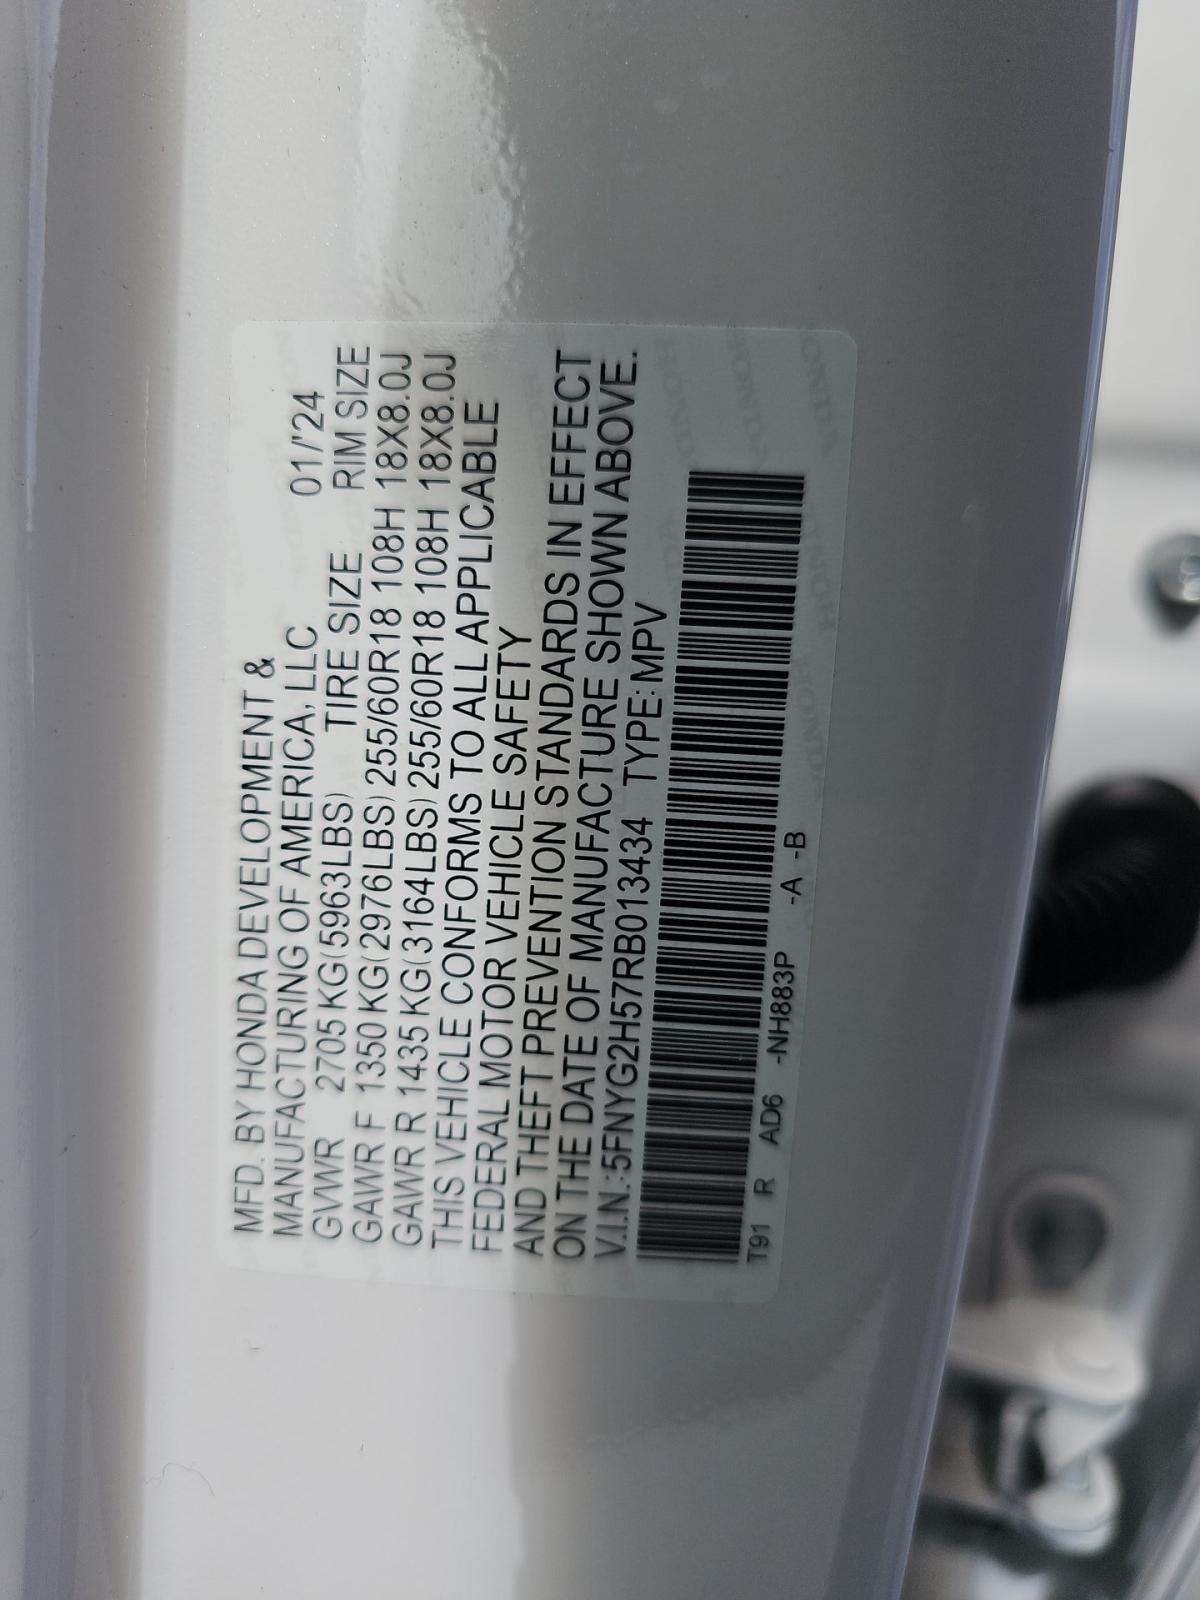 MFD. BY HONDA DEVELOPMENT &
MANUFACTURING OF AMERICA, LLC 01/'24
GVWR 2705 KG(5963LBS) TIRE SIZE RIM SIZE
GAWR F 1350 KG(2976LBS) 255/60R18 108H 18X8.0J
GAWR R 1435 KG(3164LBS) 255/60R18 108H 18X8.0J
THIS VEHICLE CONFORMS TO ALL APPLICABLE
FEDERAL MOTOR VEHICLE SAFETY
AND THEFT PREVENTION STANDARDS IN EFFECT
ON THE DATE OF MANUFACTURE SHOWN ABOVE.
V.I.N.:5FNYG2H57RB013434 TYPE:MPV
T91 R AD6 -NH883P -A -B